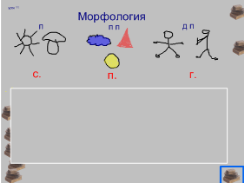 Морфология
п   п п   д п
с.   п.   г.